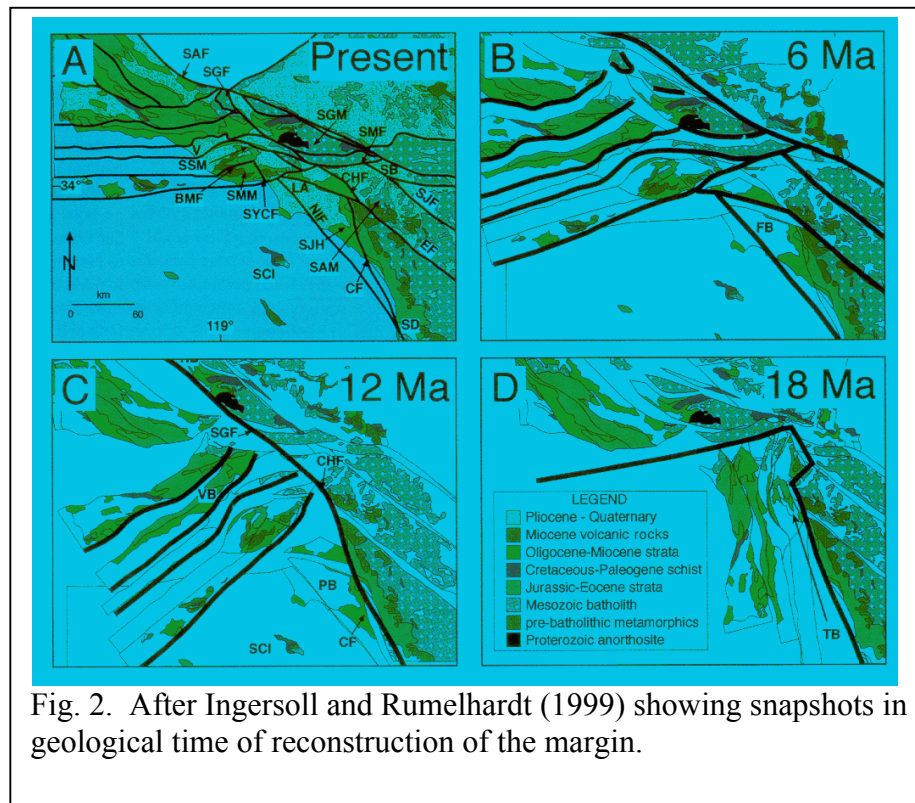 A
Present
SAF
SGF
SGM
SMF
SB
V
SSM
34°
BMF
SMM
SYCF
LA
CHF
SJF
NIF
EF
SJH
SAM
SCI
CF
SD
N
km
0 60
119°
B
6 Ma
FB
C
12 Ma
SGF
CHF
VB
PB
SCI
CF
D
18 Ma
LEGEND
Pliocene - Quaternary
Miocene volcanic rocks
Oligocene-Miocene strata
Cretaceous-Paleogene schist
Jurassic-Eocene strata
Mesozoic batholith
pre-batholithic metamorphics
Proterozoic anorthosite
TB
Fig. 2. After Ingersoll and Rumelhardt (1999) showing snapshots in
geological time of reconstruction of the margin.